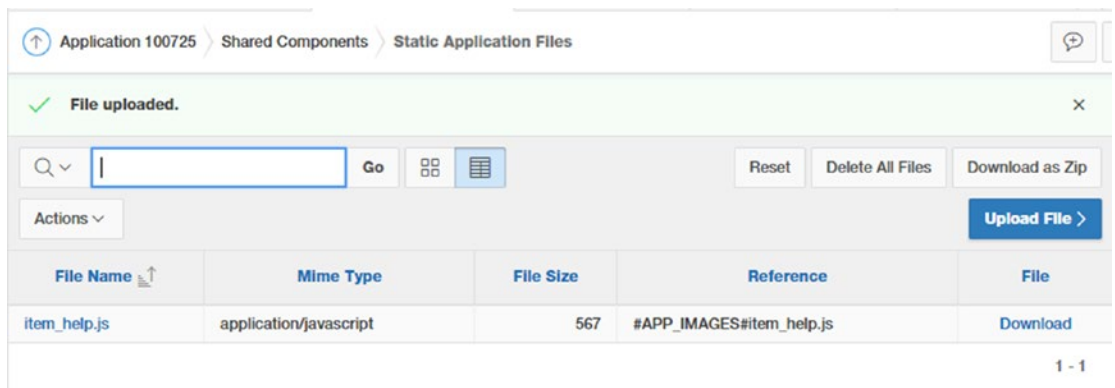 Application 100725 Shared Components Static Application Files
File uploaded.
Go Reset Delete All Files Download as Zip
Actions Upload File
File Name Mime Type File Size Reference File
item_help.js application/javascript 567 #APP_IMAGES#item_help.js Download
1 - 1